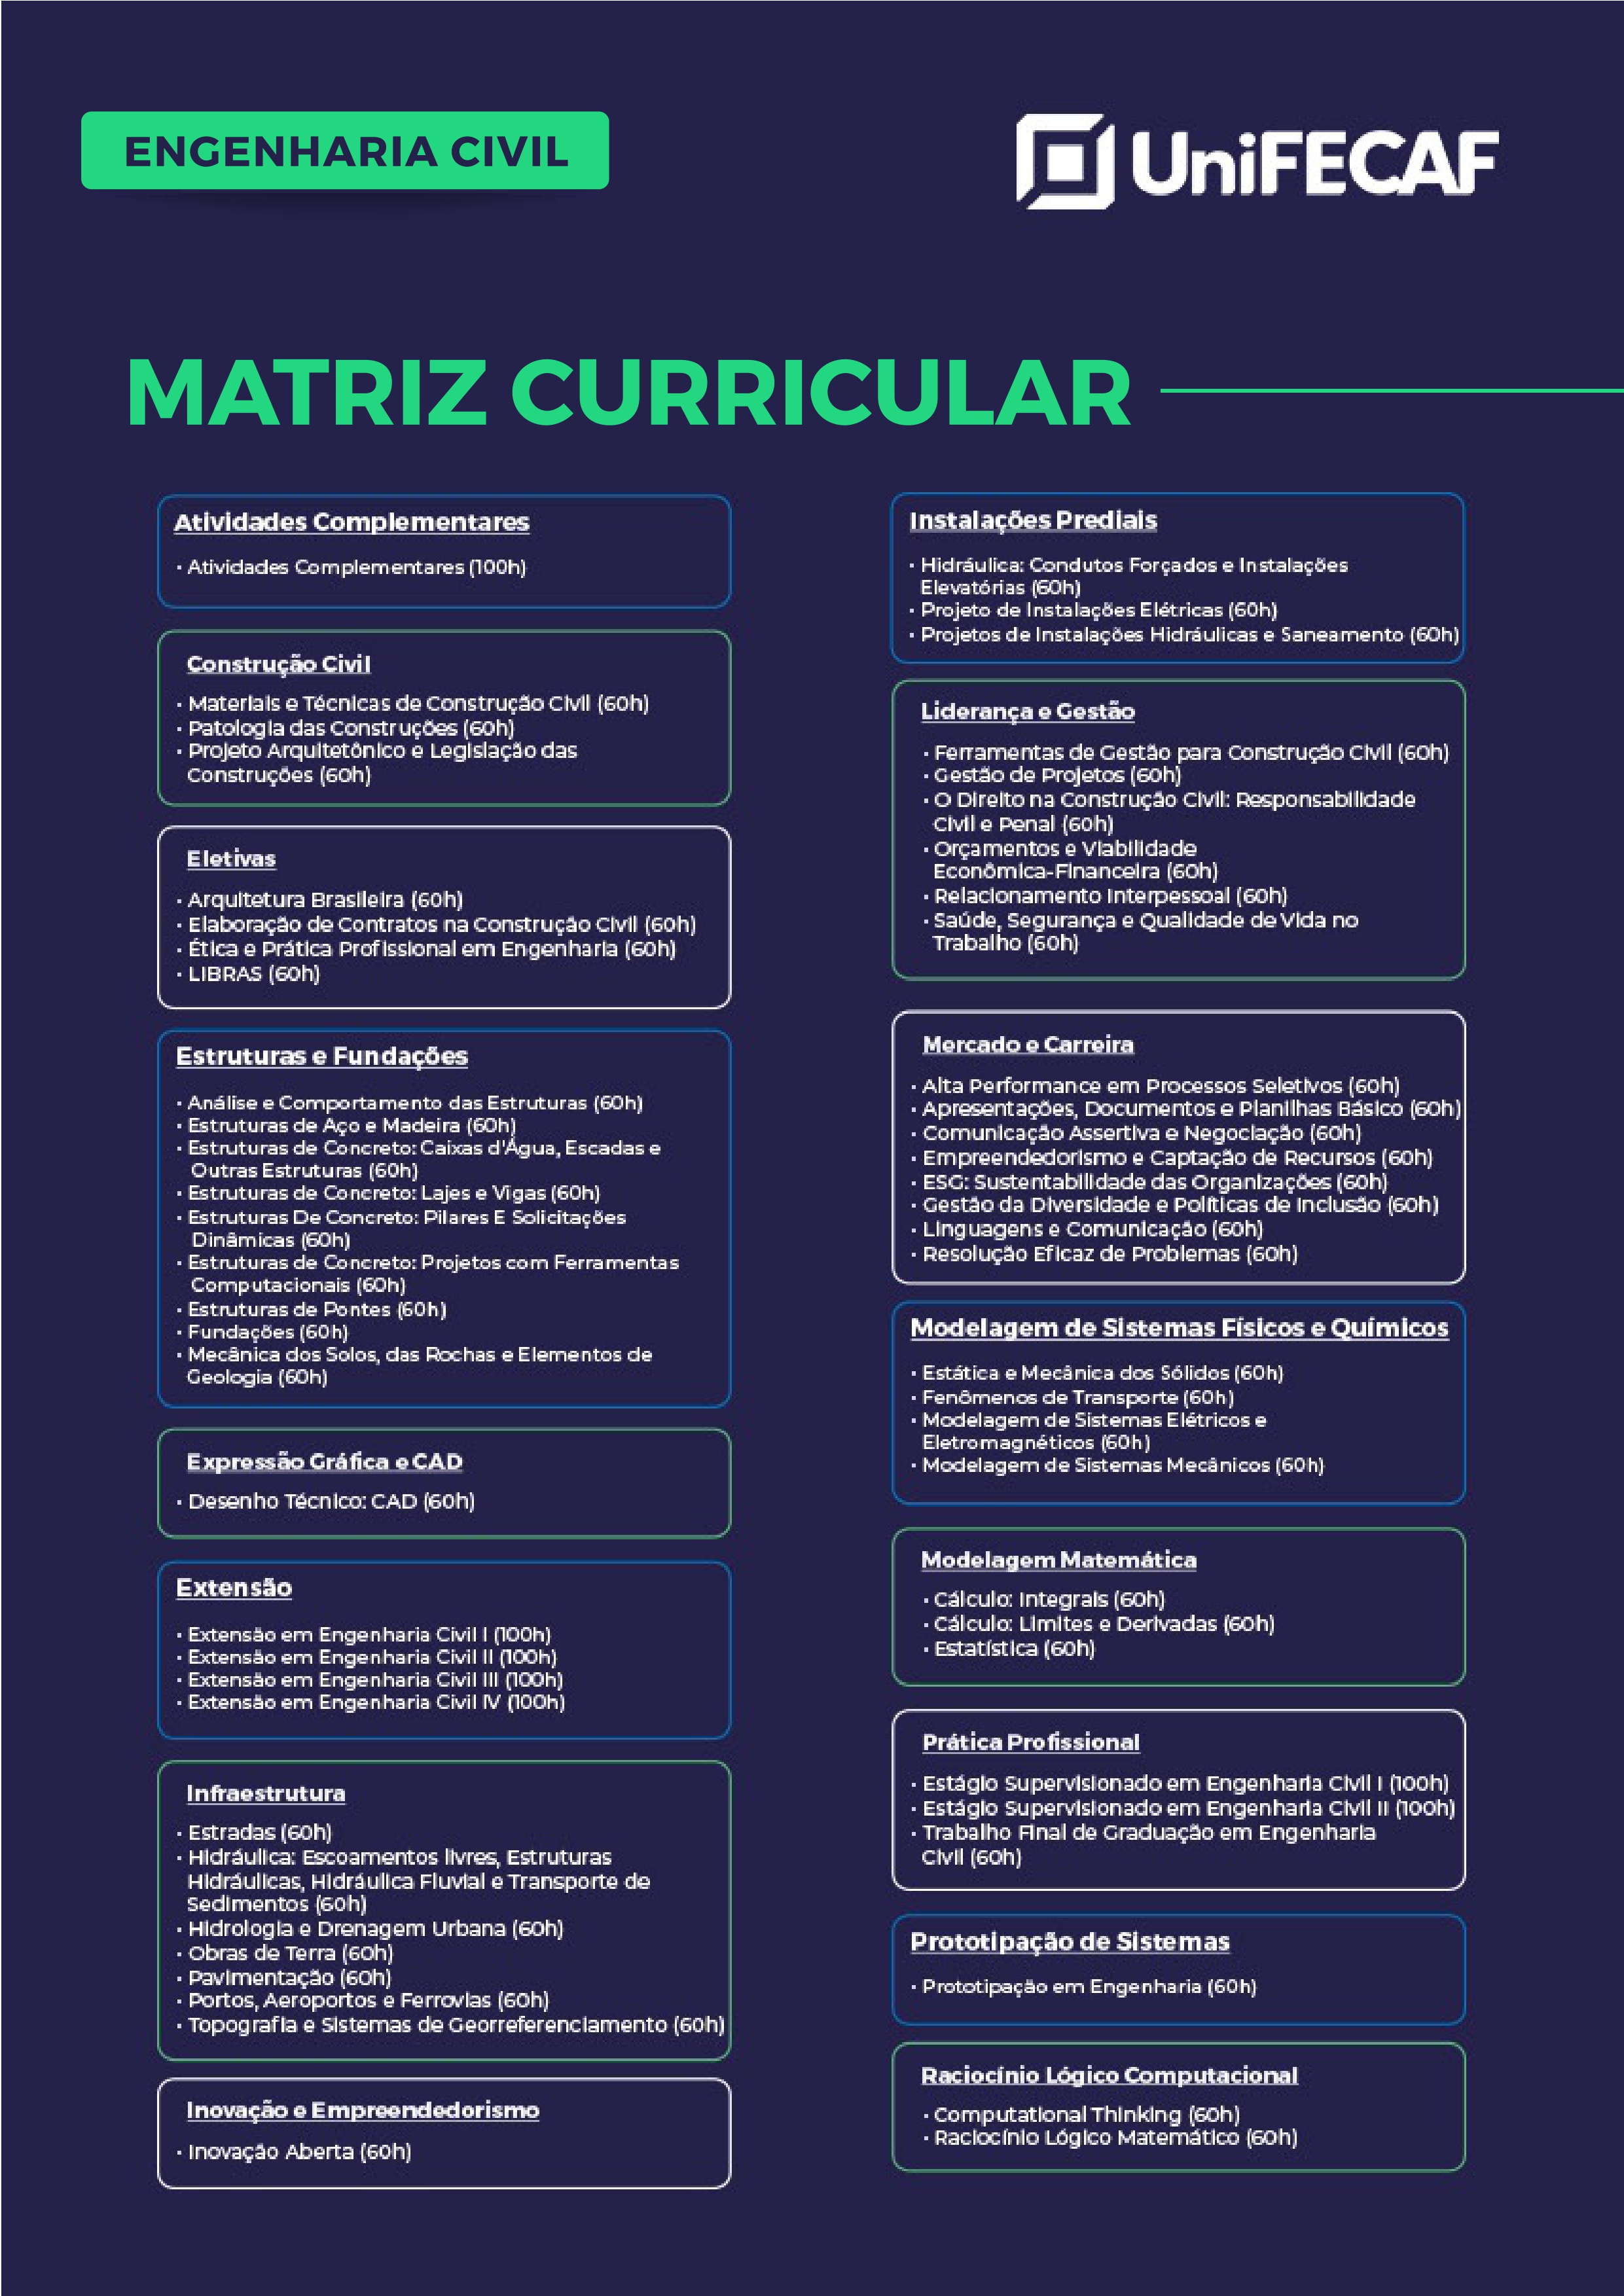 ENGENHARIA CIVIL
UniFECAF
MATRIZ CURRICULAR
Atividades Complementares
· Atividades Complementares (100h)
Construção Civil
· Materiais e Técnicas de Construção Civil (60h)
· Patologia das Construções (60h)
· Projeto Arquitetônico e Legislação das
Construções (60h)
Eletivas
· Arquitetura Brasileira (60h)
· Elaboração de Contratos na Construção Civil (60h)
· Ética e Prática Profissional em Engenharia (60h)
· LIBRAS (60h)
Estruturas e Fundações
· Análise e Comportamento das Estruturas (60h)
· Estruturas de Aço e Madeira (60h)
· Estruturas de Concreto: Caixas d'Água, Escadas e
Outras Estruturas (60h)
· Estruturas de Concreto: Lajes e Vigas (60h)
· Estruturas De Concreto: Pilares E Solicitações
Dinâmicas (60h)
· Estruturas de Concreto: Projetos com Ferramentas
Computacionais (60h)
· Estruturas de Pontes (60h)
· Fundações (60h)
· Mecânica dos Solos, das Rochas e Elementos de
Geologia (60h)
Expressão Gráfica e CAD
· Desenho Técnico: CAD (60h)
Extensão
· Extensão em Engenharia Civil I (100h)
· Extensão em Engenharia Civil II (100h)
· Extensão em Engenharia Civil III (100h)
· Extensão em Engenharia Civil IV (100h)
Infraestrutura
· Estradas (60h)
· Hidráulica: Escoamentos livres, Estruturas
Hidráulicas, Hidráulica Fluvial e Transporte de
Sedimentos (60h)
· Hidrologia e Drenagem Urbana (60h)
· Obras de Terra (60h)
· Pavimentação (60h)
· Portos, Aeroportos e Ferrovias (60h)
· Topografia e Sistemas de Georreferenciamento (60h)
Inovação e Empreendedorismo
· Inovação Aberta (60h)
Instalações Prediais
· Hidráulica: Condutos Forçados e Instalações
Elevatórias (60h)
· Projeto de Instalações Elétricas (60h)
· Projetos de Instalações Hidráulicas e Saneamento (60h)
Liderança e Gestão
· Ferramentas de Gestão para Construção Civil (60h)
· Gestão de Projetos (60h)
· O Direito na Construção Civil: Responsabilidade
Civil e Penal (60h)
· Orçamentos e Viabilidade
Econômica-Financeira (60h)
· Relacionamento Interpessoal (60h)
· Saúde, Segurança e Qualidade de Vida no
Trabalho (60h)
Mercado e Carreira
· Alta Performance em Processos Seletivos (60h)
· Apresentações, Documentos e Planilhas Básico (60h)
· Comunicação Assertiva e Negociação (60h)
· Empreendedorismo e Captação de Recursos (60h)
· ESG: Sustentabilidade das Organizações (60h)
· Gestão da Diversidade e Políticas de Inclusão (60h)
· Linguagens e Comunicação (60h)
· Resolução Eficaz de Problemas (60h)
Modelagem de Sistemas Físicos e Químicos
· Estática e Mecânica dos Sólidos (60h)
· Fenômenos de Transporte (60h)
· Modelagem de Sistemas Elétricos e
Eletromagnéticos (60h)
· Modelagem de Sistemas Mecânicos (60h)
Modelagem Matemática
· Cálculo: Integrais (60h)
· Cálculo: Limites e Derivadas (60h)
· Estatística (60h)
Prática Profissional
· Estágio Supervisionado em Engenharia Civil I (100h)
· Estágio Supervisionado em Engenharia Civil II (100h)
· Trabalho Final de Graduação em Engenharia
Civil (60h)
Prototipação de Sistemas
· Prototipação em Engenharia (60h)
Raciocínio Lógico Computacional
· Computational Thinking (60h)
· Raciocínio Lógico Matemático (60h)